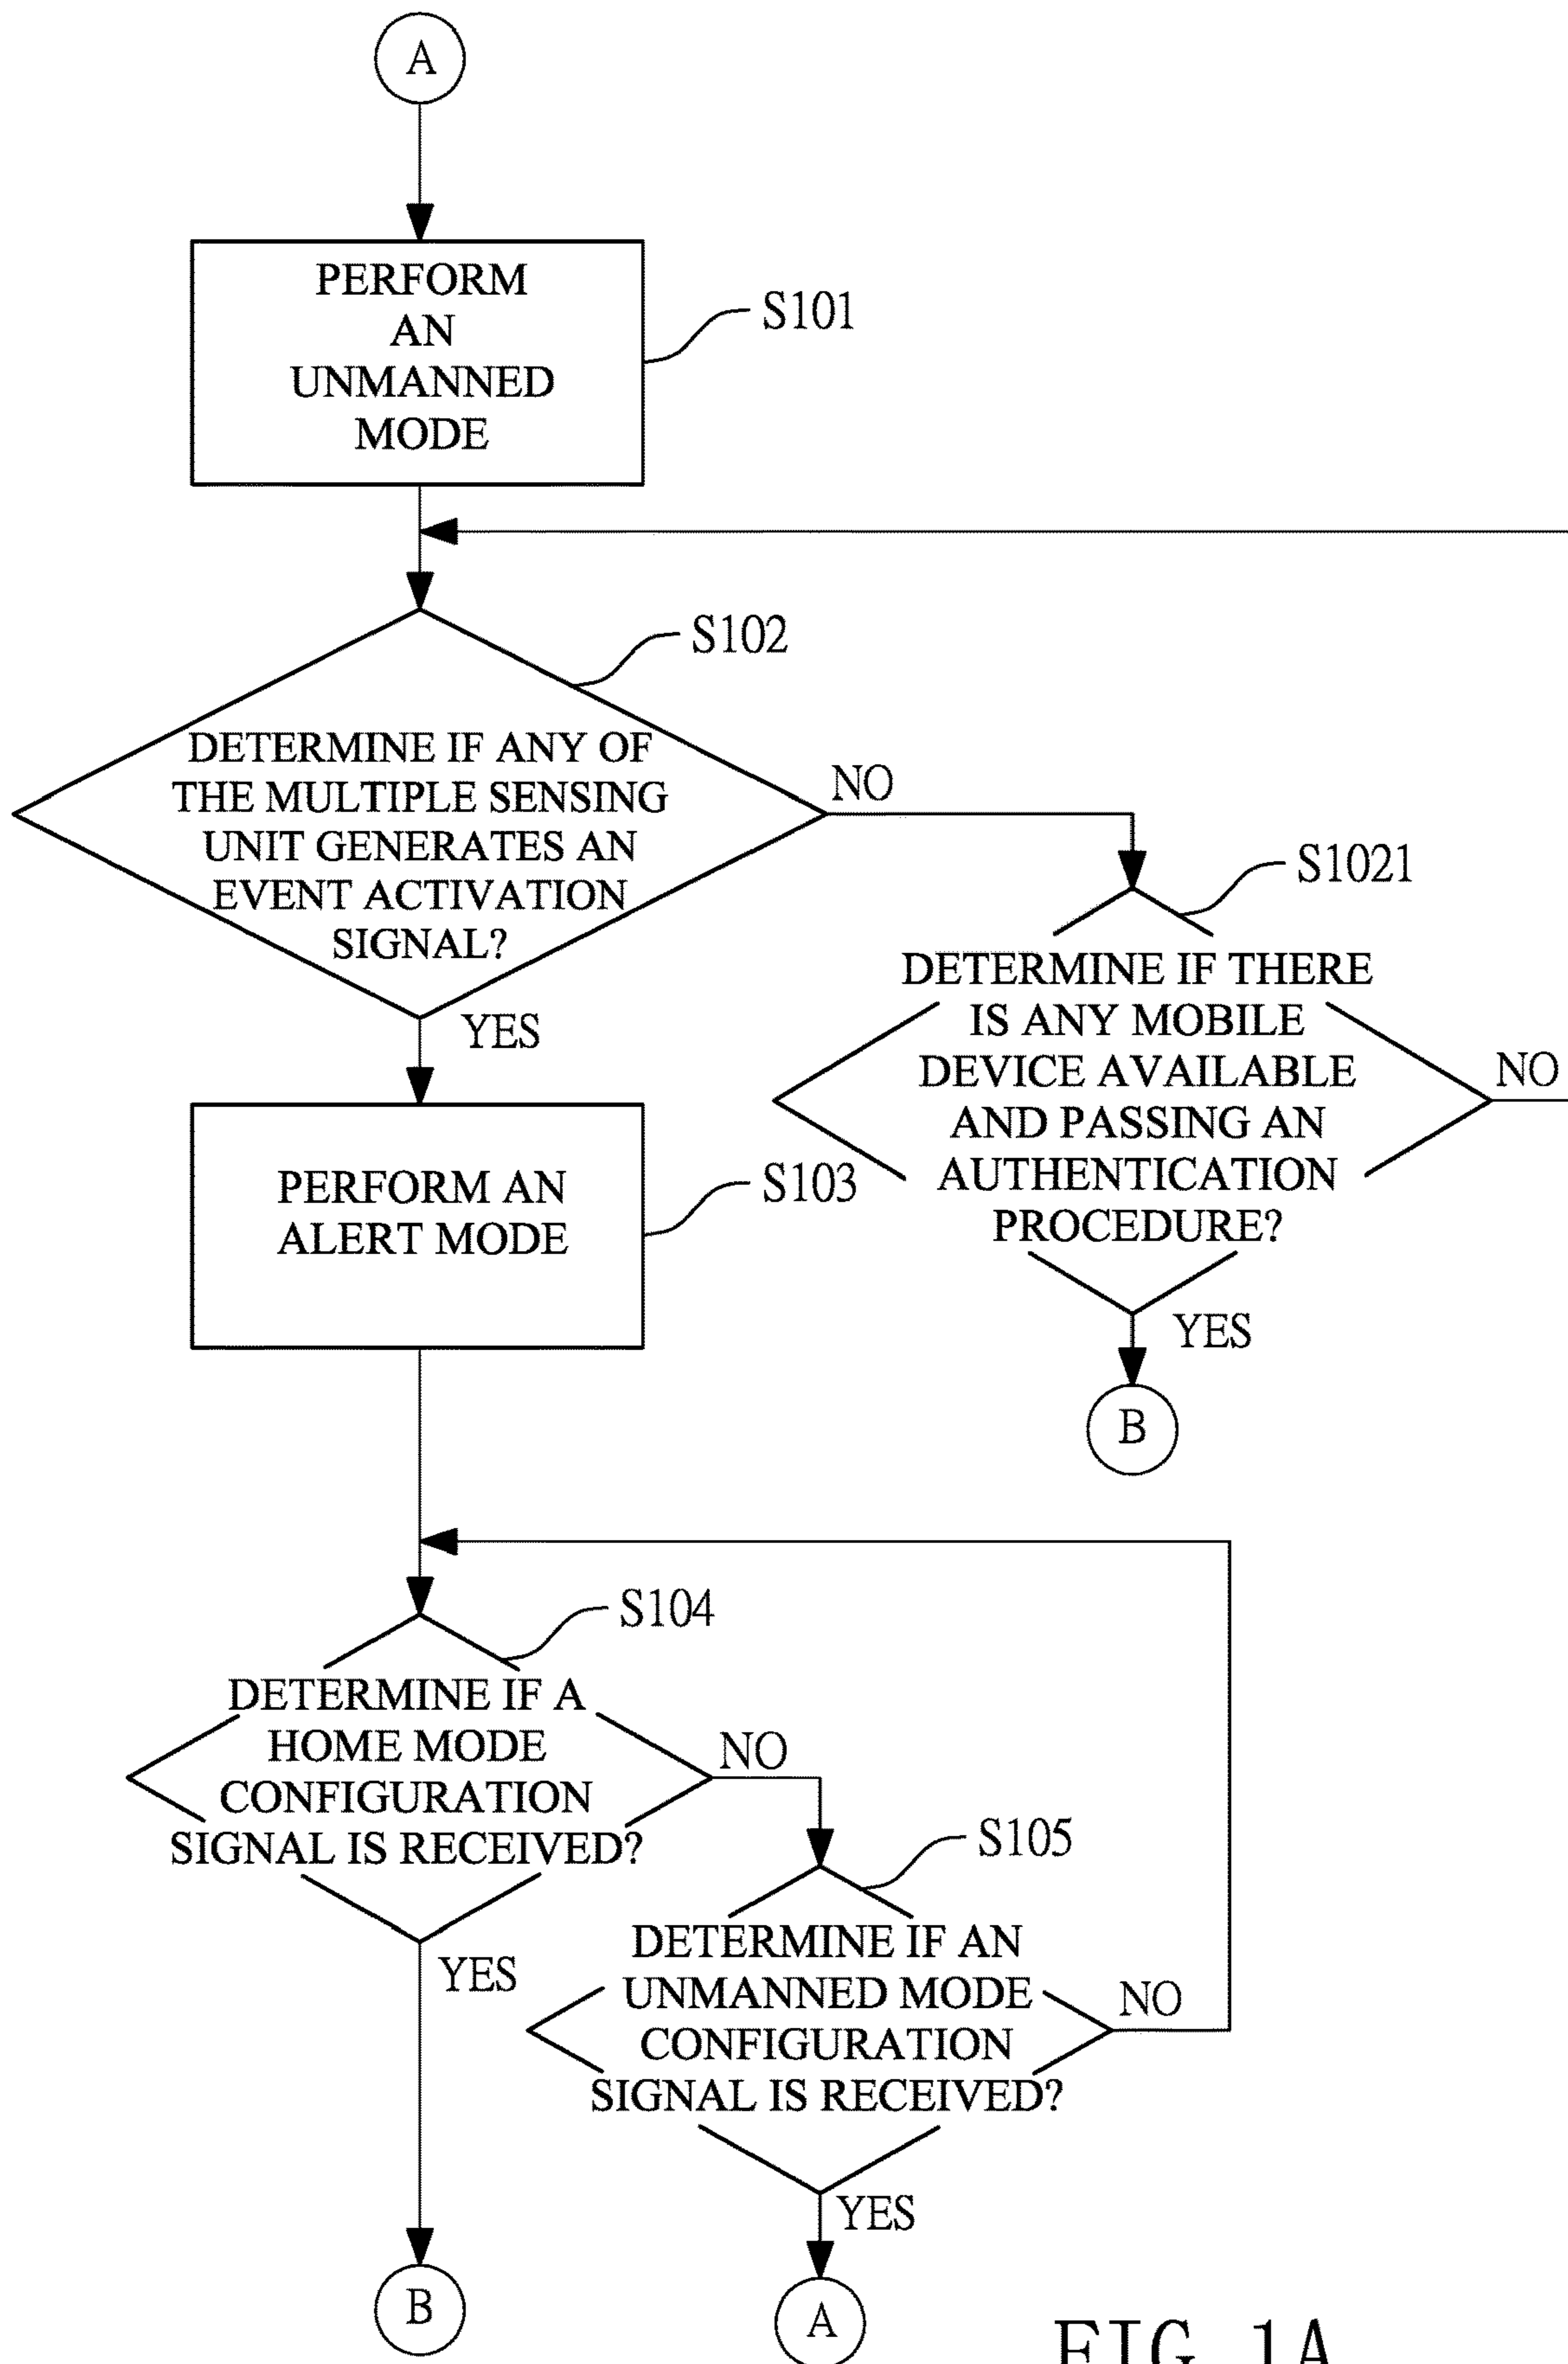 A
PERFORM
AN
UNMANNED
MODE
S101
S102
DETERMINE IF ANY OF
THE MULTIPLE SENSING
UNIT GENERATES AN
EVENT ACTIVATION
SIGNAL?
NO
YES
S1021
DETERMINE IF THERE
IS ANY MOBILE
DEVICE AVAILABLE
AND PASSING AN
AUTHENTICATION
PROCEDURE?
NO
YES
B
PERFORM AN
ALERT MODE
S103
S104
DETERMINE IF A
HOME MODE
CONFIGURATION
SIGNAL IS RECEIVED?
NO
YES
B
S105
DETERMINE IF AN
UNMANNED MODE
CONFIGURATION
SIGNAL IS RECEIVED?
NO
YES
A
FIG 1A